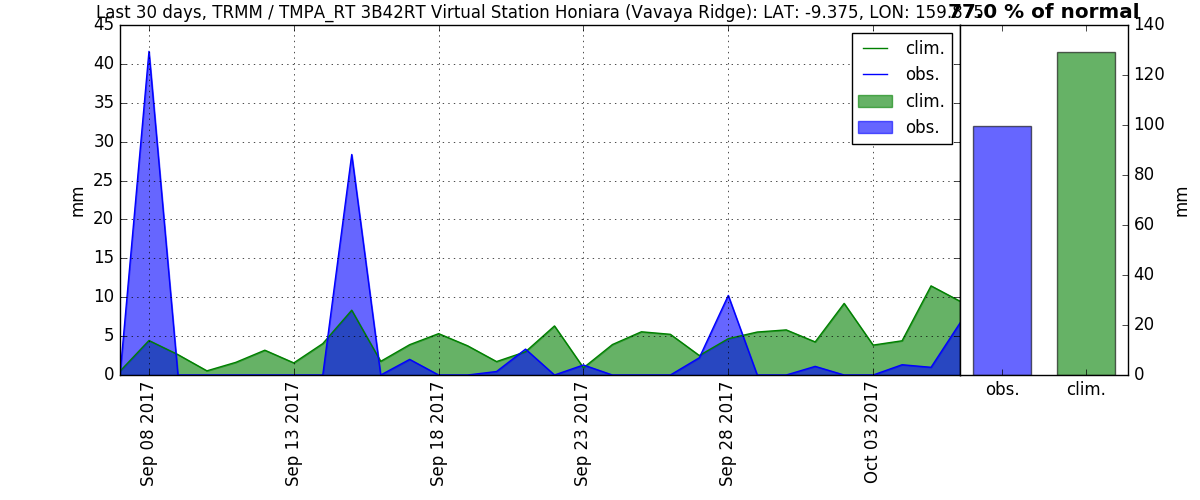 Last 30 days, TRMM / TMPA_RT 3B42RT Virtual Station Honiara (Vavaya Ridge): LAT: -9.375, LON: 159.875
77.0 % of normal
45
40
35
30
25
20
15
10
5
0
mm
Sep 08 2017
Sep 13 2017
Sep 18 2017
Sep 23 2017
Sep 28 2017
Oct 03 2017
clim.
obs.
clim.
obs.
140
120
100
80
60
40
20
0
mm
obs. clim.